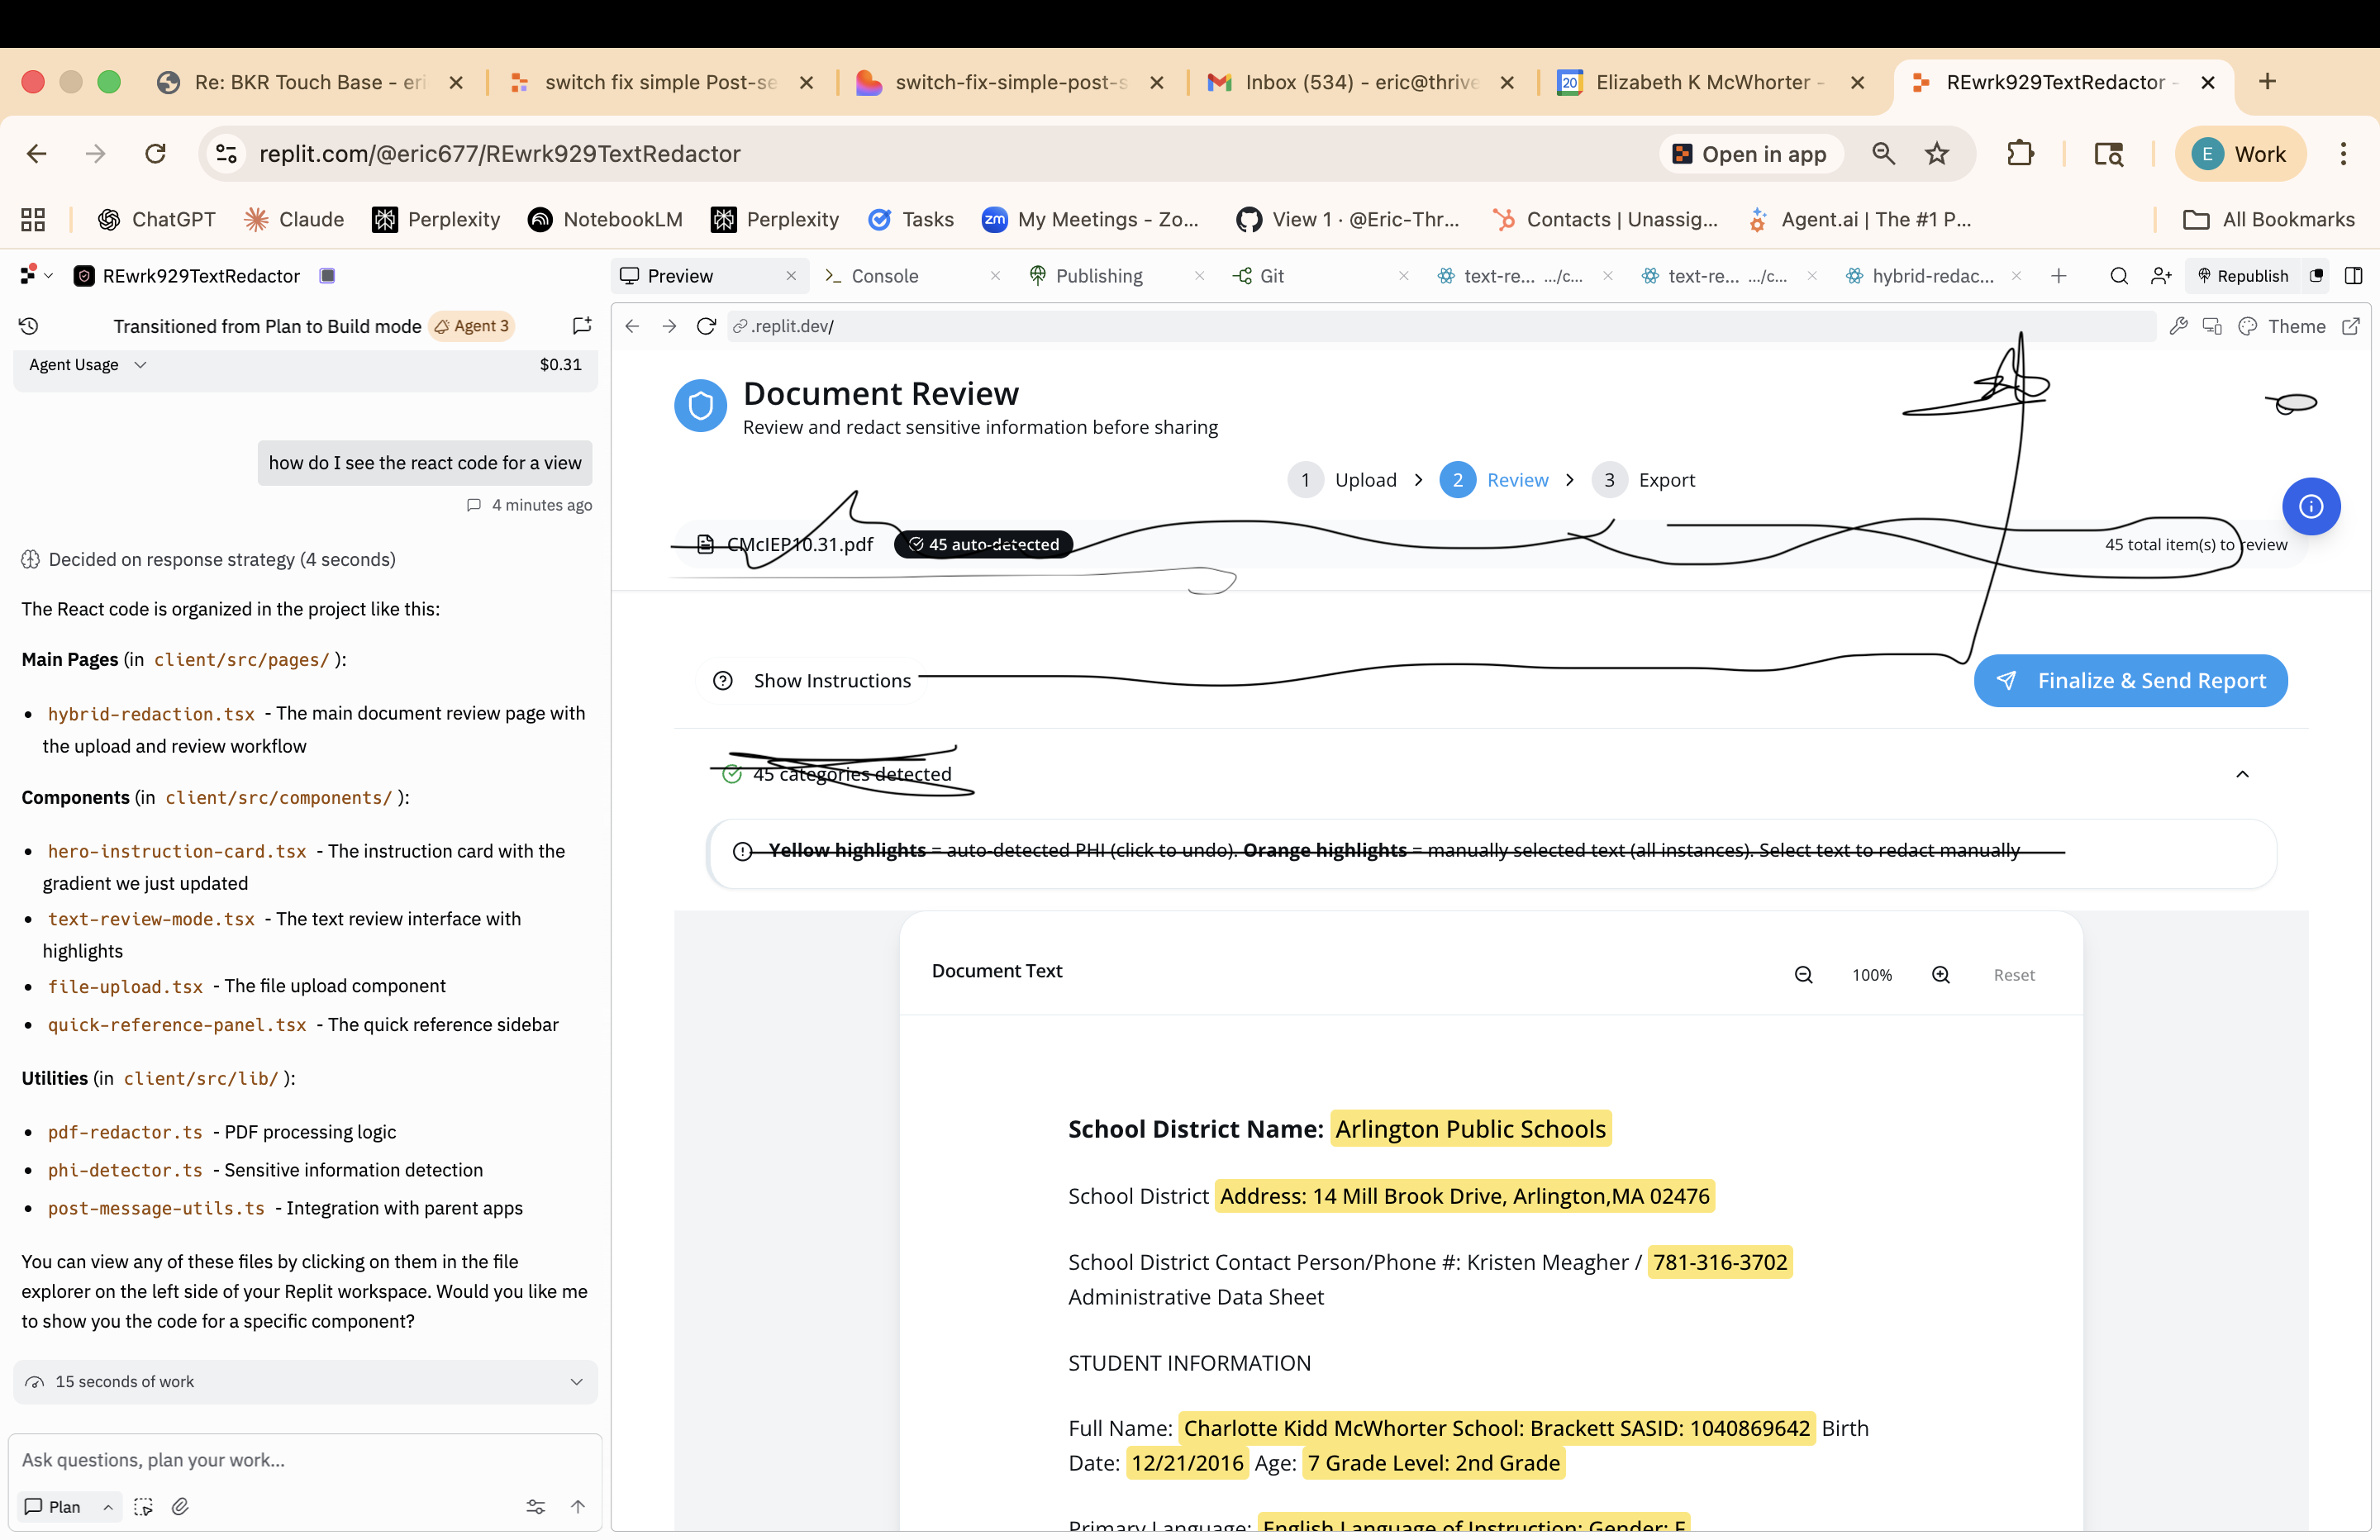 Re: BKR Touch Base - eri
switch fix simple Post-se
switch-fix-simple-post-s
Inbox (534) - eric@thrive
20
Elizabeth K McWhorter -
REwrk929TextRedactor -
replit.com/@eric677/REwrk929TextRedactor
Open in app
E Work
ChatGPT
Claude
Perplexity
NotebookLM
Perplexity
Tasks
zm My Meetings - Zo...
View 1 · @Eric-Thr...
Contacts | Unassig...
Agent.ai | The #1 P...
All Bookmarks
REwrk929TextRedactor
Preview
Console
Publishing
Git
text-re... .../c...
text-re... .../c...
hybrid-redac...
Republish
Transitioned from Plan to Build mode Agent 3
Agent Usage $0.31
how do I see the react code for a view
4 minutes ago
Decided on response strategy (4 seconds)
The React code is organized in the project like this:
Main Pages (in client/src/pages/ ):
• hybrid-redaction.tsx - The main document review page with
the upload and review workflow
Components (in client/src/components/ ):
• hero-instruction-card.tsx - The instruction card with the
gradient we just updated
• text-review-mode.tsx - The text review interface with
highlights
• file-upload.tsx - The file upload component
• quick-reference-panel.tsx - The quick reference sidebar
Utilities (in client/src/lib/ ):
• pdf-redactor.ts - PDF processing logic
• phi-detector.ts - Sensitive information detection
• post-message-utils.ts - Integration with parent apps
You can view any of these files by clicking on them in the file
explorer on the left side of your Replit workspace. Would you like me
to show you the code for a specific component?
15 seconds of work
Ask questions, plan your work...
Plan
.replit.dev/
Theme
Document Review
Review and redact sensitive information before sharing
1 Upload > 2 Review > 3 Export
CMcIEP10.31.pdf 45 auto-detected 45 total item(s) to review
Show Instructions
Finalize & Send Report
45 categories detected
Yellow highlights = auto-detected PHI (click to undo). Orange highlights = manually selected text (all instances). Select text to redact manually
Document Text
100%
Reset
School District Name: Arlington Public Schools
School District Address: 14 Mill Brook Drive, Arlington,MA 02476
School District Contact Person/Phone #: Kristen Meagher / 781-316-3702
Administrative Data Sheet
STUDENT INFORMATION
Full Name: Charlotte Kidd McWhorter School: Brackett SASID: 1040869642 Birth
Date: 12/21/2016 Age: 7 Grade Level: 2nd Grade
Primary Language: English Language of Instruction: Gender: F